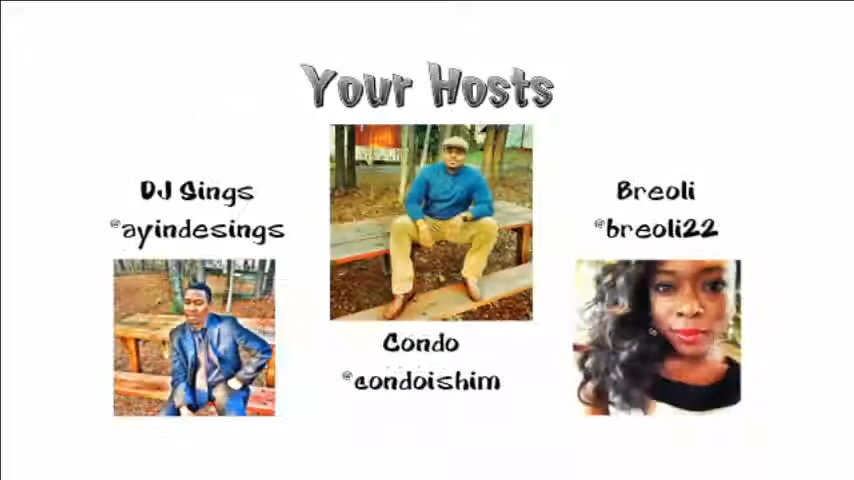 Your Hosts
DJ Sings
@ayindesings
Condo
@condoishim
Breoli
@breoli22